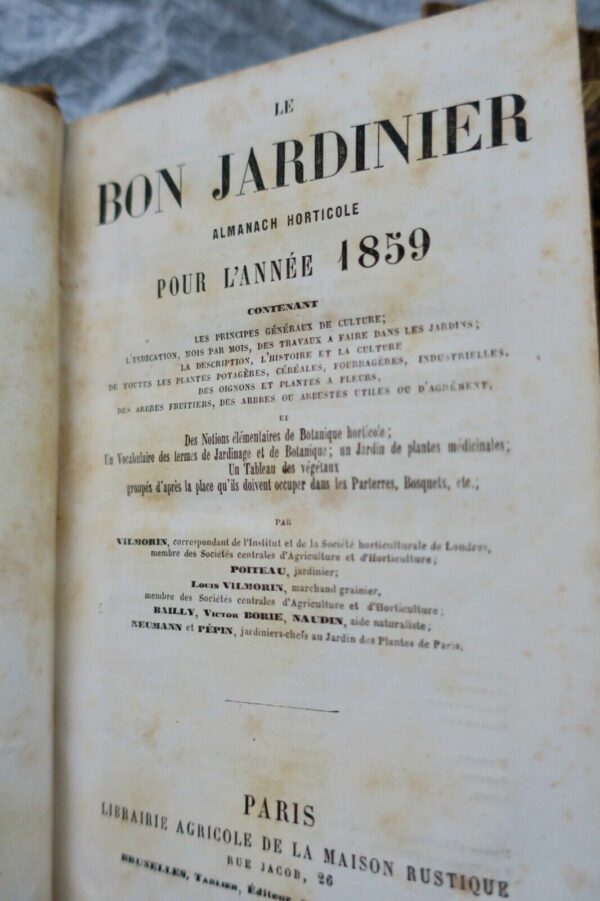 LE
BON JARDINIER
ALMANACH HORTICOLE
POUR L'ANNÉE 1859
CONTENANT
LES PRINCIPES GÉNÉRAUX DE CULTURE;
L'INDICATION, MOIS PAR MOIS, DES TRAVAUX A FAIRE DANS LES JARDINS;
LA DESCRIPTION, L'HISTOIRE ET LA CULTURE
DE TOUTES LES PLANTES POTAGÈRES, CÉRÉALES, FOURRAGÈRES, INDUSTRIELLES,
DES OIGNONS ET PLANTES A FLEURS,
DES ARBRES FRUITIERS, DES ARBRES OU ARBUSTES UTILES OU D'AGRÉMENT,
ET
Des Notions élémentaires de Botanique horticole;
Un Vocabulaire des termes de Jardinage et de Botanique; un Jardin de plantes médicinales;
Un Tableau des végétaux
groupés d'après la place qu'ils doivent occuper dans les Parterres, Bosquets, etc.;
PAR
VILMORIN, correspondant de l'Institut et de la Société horticulturale de Londres,
membre des Sociétés centrales d'Agriculture et d'Horticulture;
POITEAU, jardinier;
LOUIS VILMORIN, marchand grainier,
membre des Sociétés centrales d'Agriculture et d'Horticulture;
BAILLY, VICTOR BORIE, NAUDIN, aide naturaliste;
NEUMANN et PÉPIN, jardiniers-chefs au Jardin des Plantes de Paris.
PARIS
LIBRAIRIE AGRICOLE DE LA MAISON RUSTIQUE
RUE JACOB, 26
BRUXELLES, TARLIER, Éditeur,